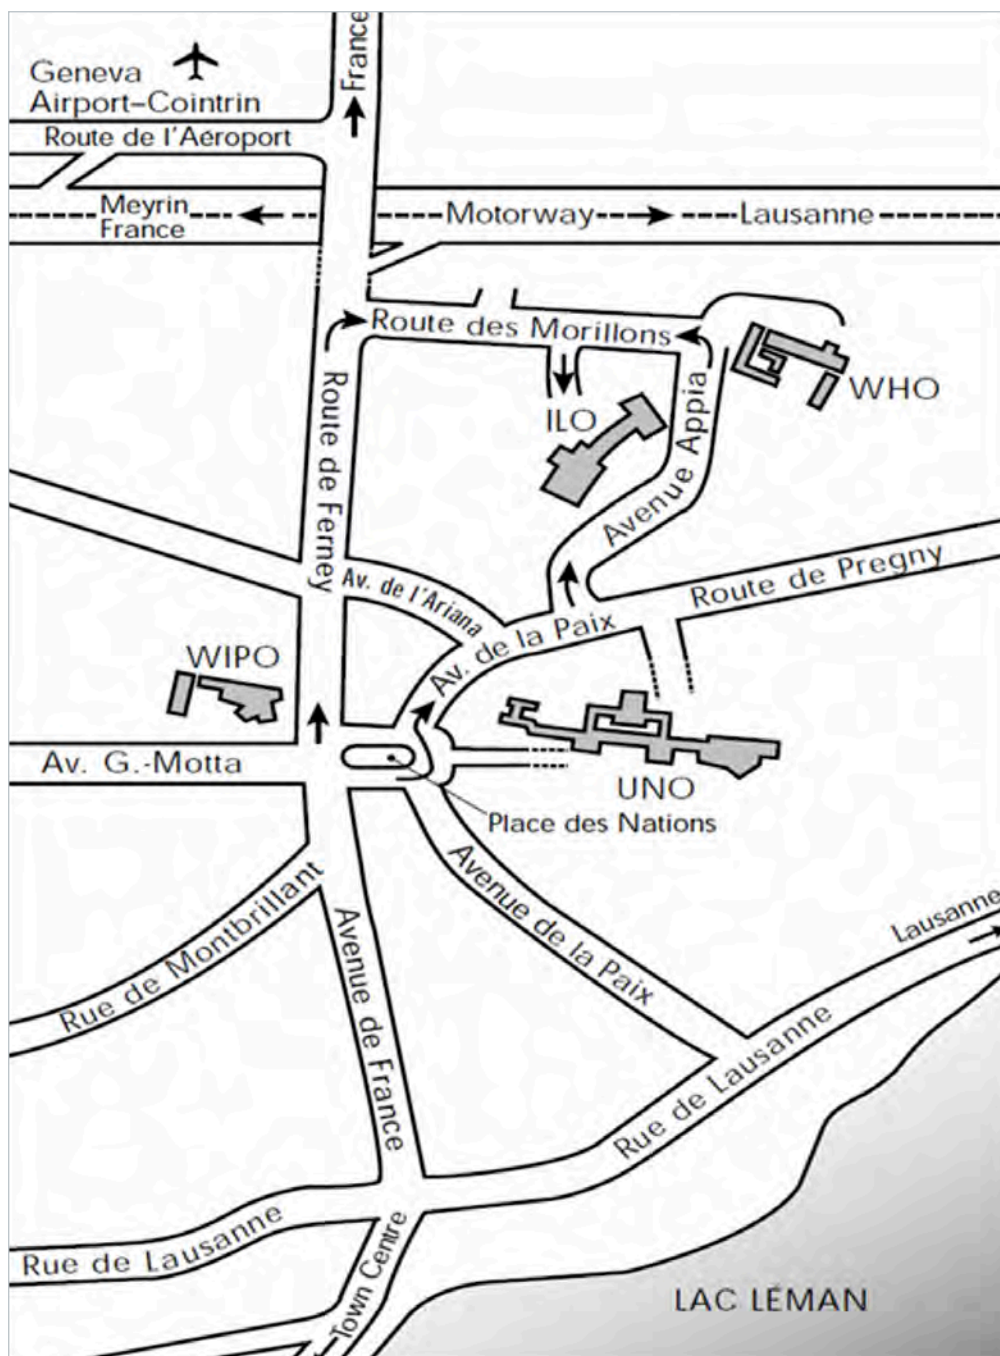 France
Geneva
Airport–Cointrin
Route de l'Aéroport
Meyrin
France
Motorway
Lausanne
Route des Morillons
WHO
ILO
Route de Ferney
Avenue Appia
Av. de l'Ariana
Route de Pregny
Av. de la Paix
WIPO
Av. G.-Motta
UNO
Place des Nations
Avenue de la Paix
Rue de Montbrillant
Avenue de France
Lausanne
Rue de Lausanne
Rue de Lausanne
Town Centre
LAC LÉMAN